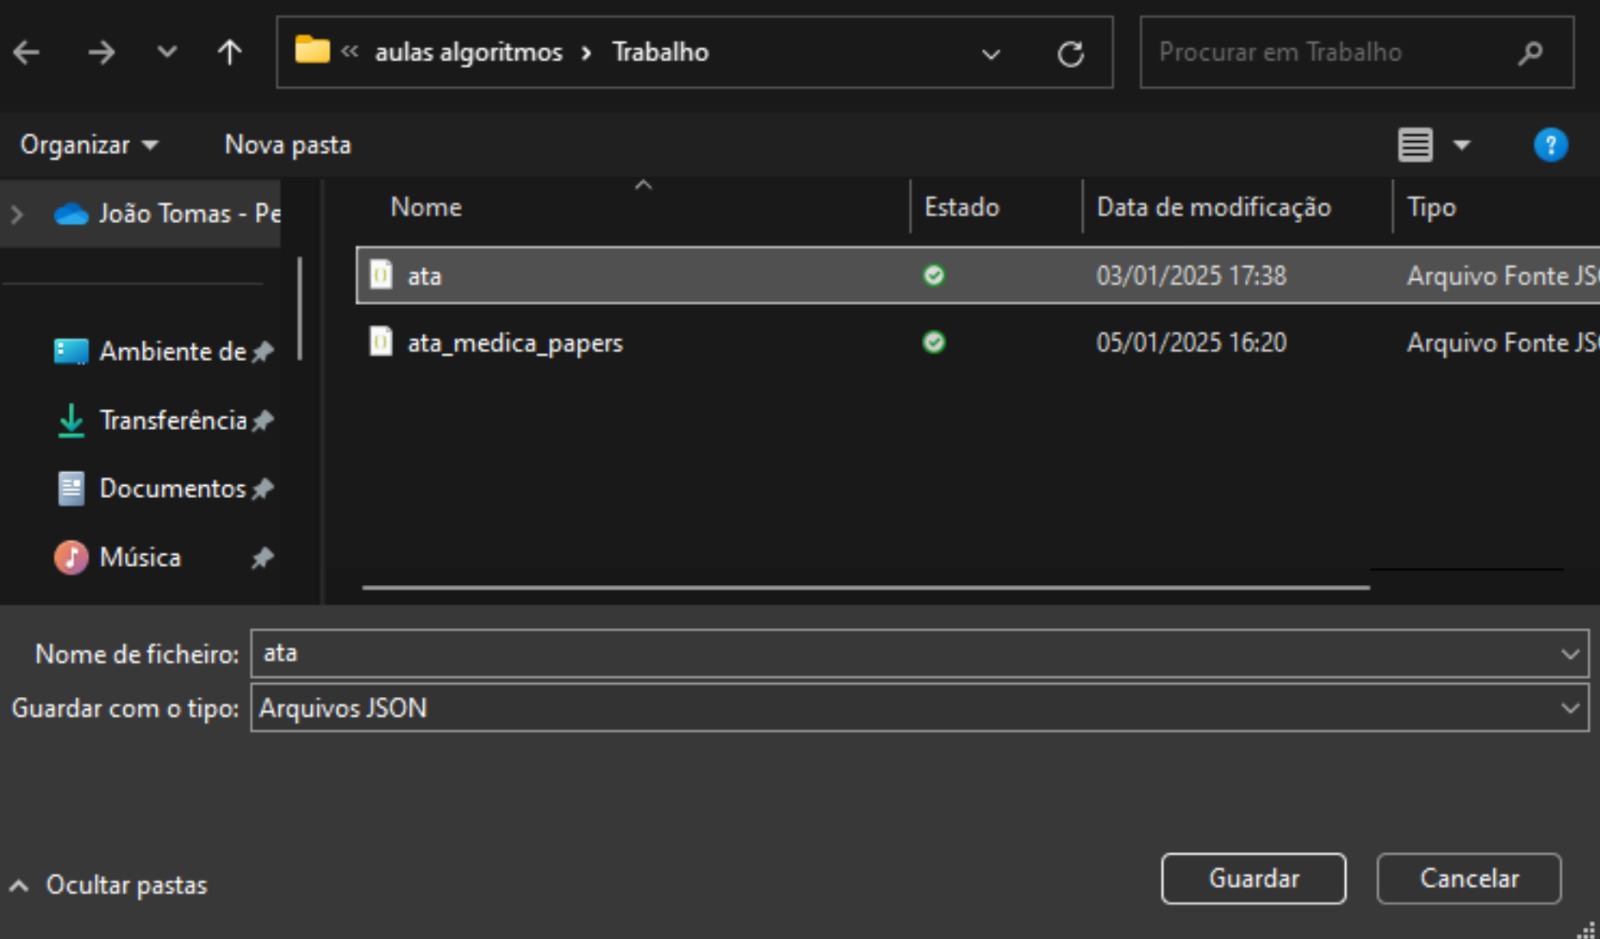 aulas algoritmos > Trabalho
Procurar em Trabalho
Organizar
Nova pasta
?
João Tomas - Pe
Ambiente de
Transferência
Documentos
Música
Nome Estado Data de modificação Tipo
ata 03/01/2025 17:38 Arquivo Fonte JS
ata_medica_papers 05/01/2025 16:20 Arquivo Fonte JS
Nome de ficheiro: ata
Guardar com o tipo: Arquivos JSON
Ocultar pastas
Guardar
Cancelar